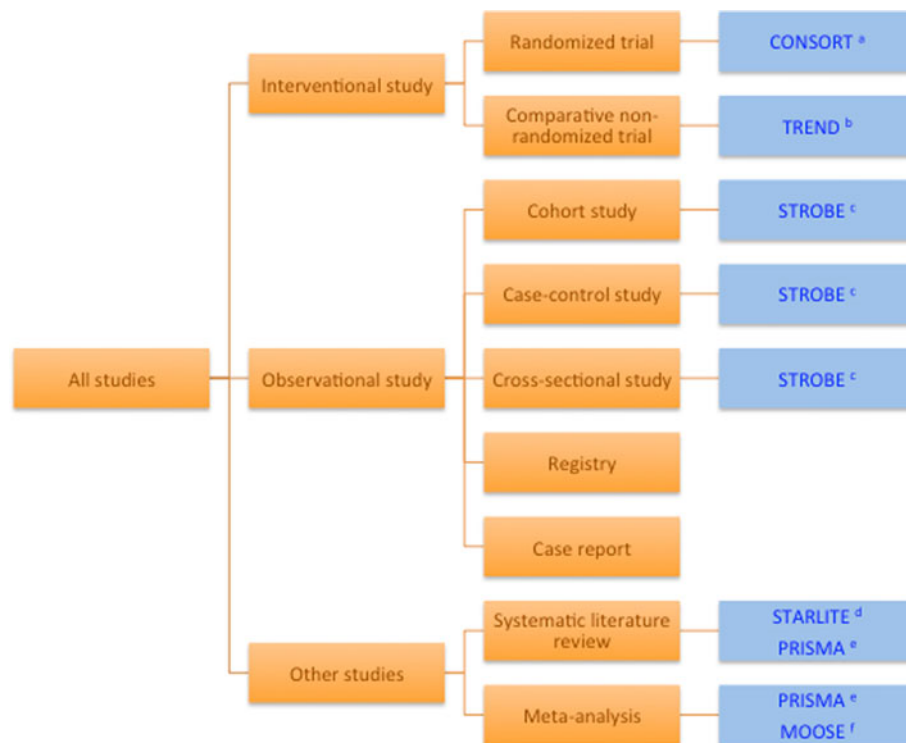 Randomized trial
CONSORT a
Interventional study
Comparative non-
randomized trial
TREND b
Cohort study
STROBE c
Case-control study
STROBE c
All studies
Observational study
Cross-sectional study
STROBE c
Registry
Case report
Systematic literature
review
STARLITE d
PRISMA e
Other studies
Meta-analysis
PRISMA e
MOOSE f